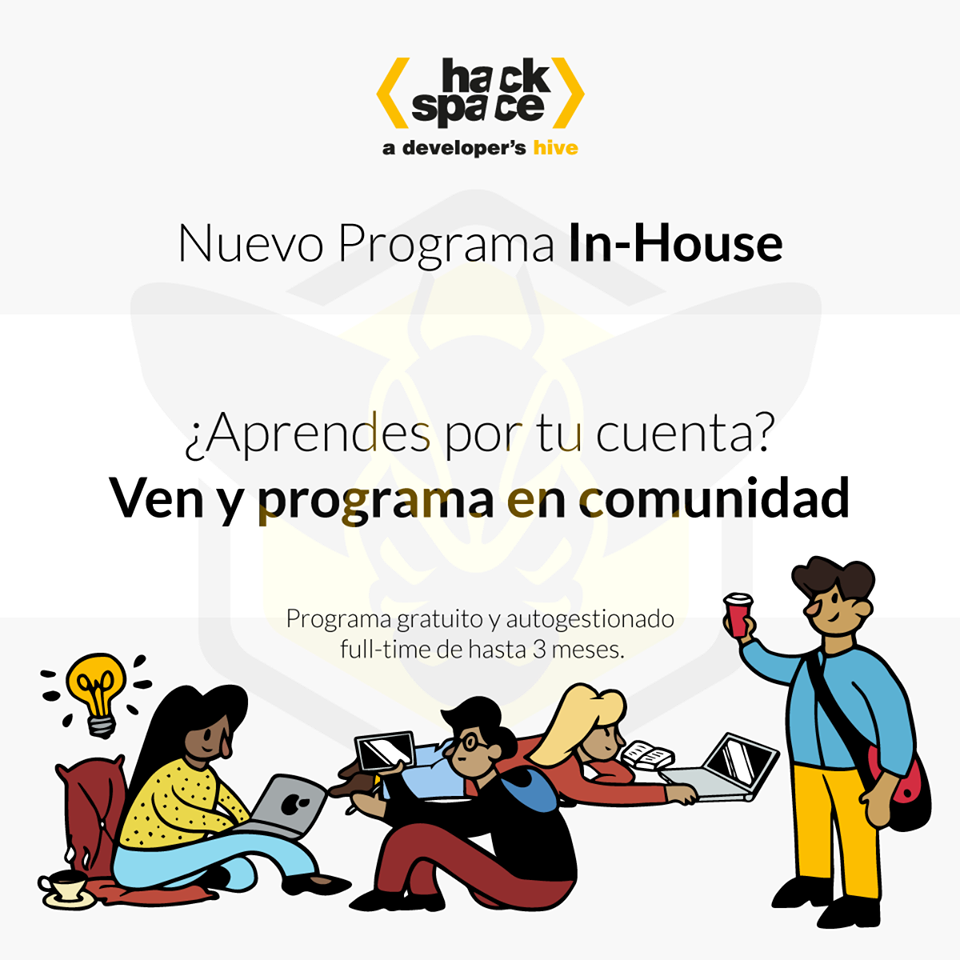 hack
space
a developer's hive
Nuevo Programa In-House
¿Aprendes por tu cuenta?
Ven y programa en comunidad
Programa gratuito y autogestionado
full-time de hasta 3 meses.